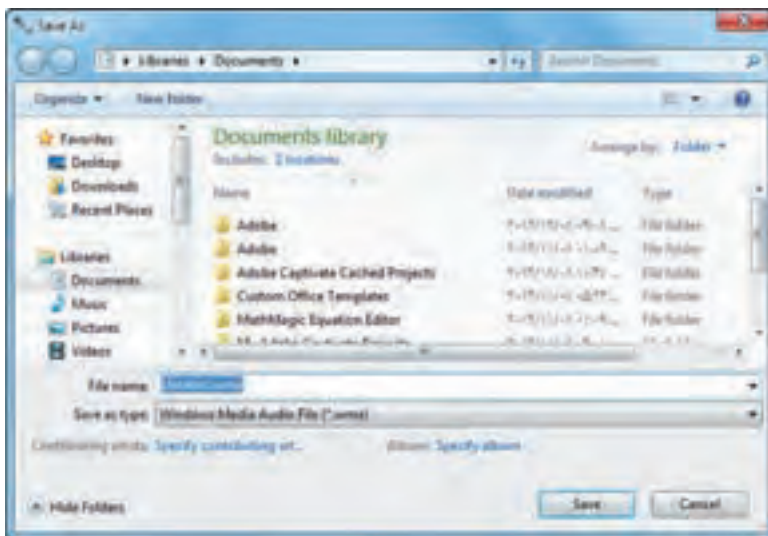 Save As
Libraries ▸ Documents ▸
Search Documents
Organize
New folder
Favorites
Desktop
Downloads
Recent Places
Libraries
Documents
Music
Pictures
Videos
Documents library
Includes: 2 locations
Arrange by: Folder
Name
Date modified
Type
Adobe
File folder
Adobe
File folder
Adobe Captivate Cached Projects
File folder
Custom Office Templates
File folder
MathMagic Equation Editor
File folder
File name:
Save as type: Windows Media Audio File (*.wma)
Contributing artists: Specify contributing art...
Album: Specify album
Hide Folders
Save
Cancel